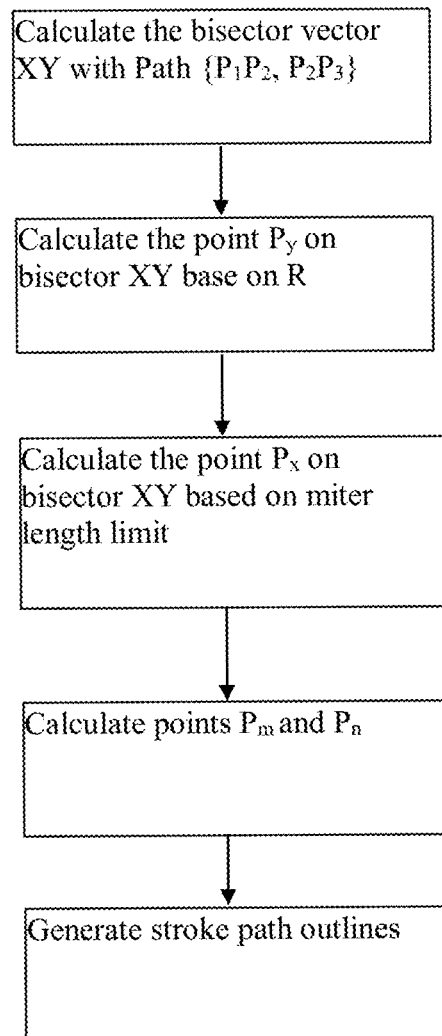 Calculate the bisector vector
XY with Path {P₁P₂, P₂P₃}
Calculate the point Pᵧ on
bisector XY base on R
Calculate the point Pₓ on
bisector XY based on miter
length limit
Calculate points Pₘ and Pₙ
Generate stroke path outlines